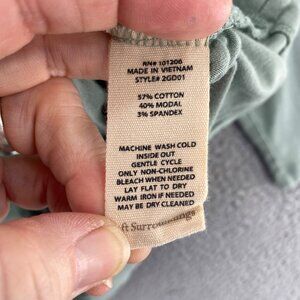 RN# 101206
MADE IN VIETNAM
STYLE# 2GD01
57% COTTON
40% MODAL
3% SPANDEX
MACHINE WASH COLD
INSIDE OUT
GENTLE CYCLE
ONLY NON-CHLORINE
BLEACH WHEN NEEDED
LAY FLAT TO DRY
WARM IRON IF NEEDED
MAY BE DRY CLEANED
ft Surroundings